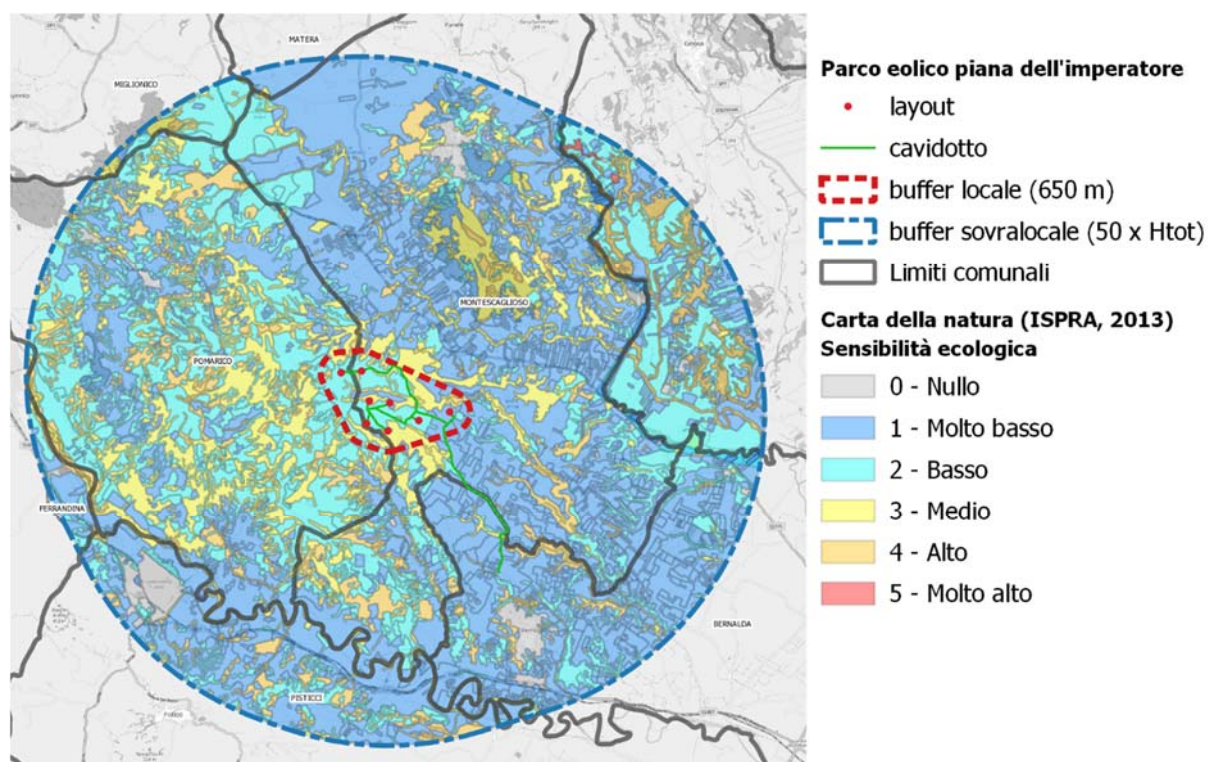 MATERA
MIGLIONICO
MONTESCAGLIOSO
POMARICO
FERRANDINA
BERNALDA
PISTICCI
Parco eolico piana dell'imperatore
layout
cavidotto
buffer locale (650 m)
buffer sovralocale (50 x Htot)
Limiti comunali
Carta della natura (ISPRA, 2013)
Sensibilità ecologica
0 - Nullo
1 - Molto basso
2 - Basso
3 - Medio
4 - Alto
5 - Molto alto